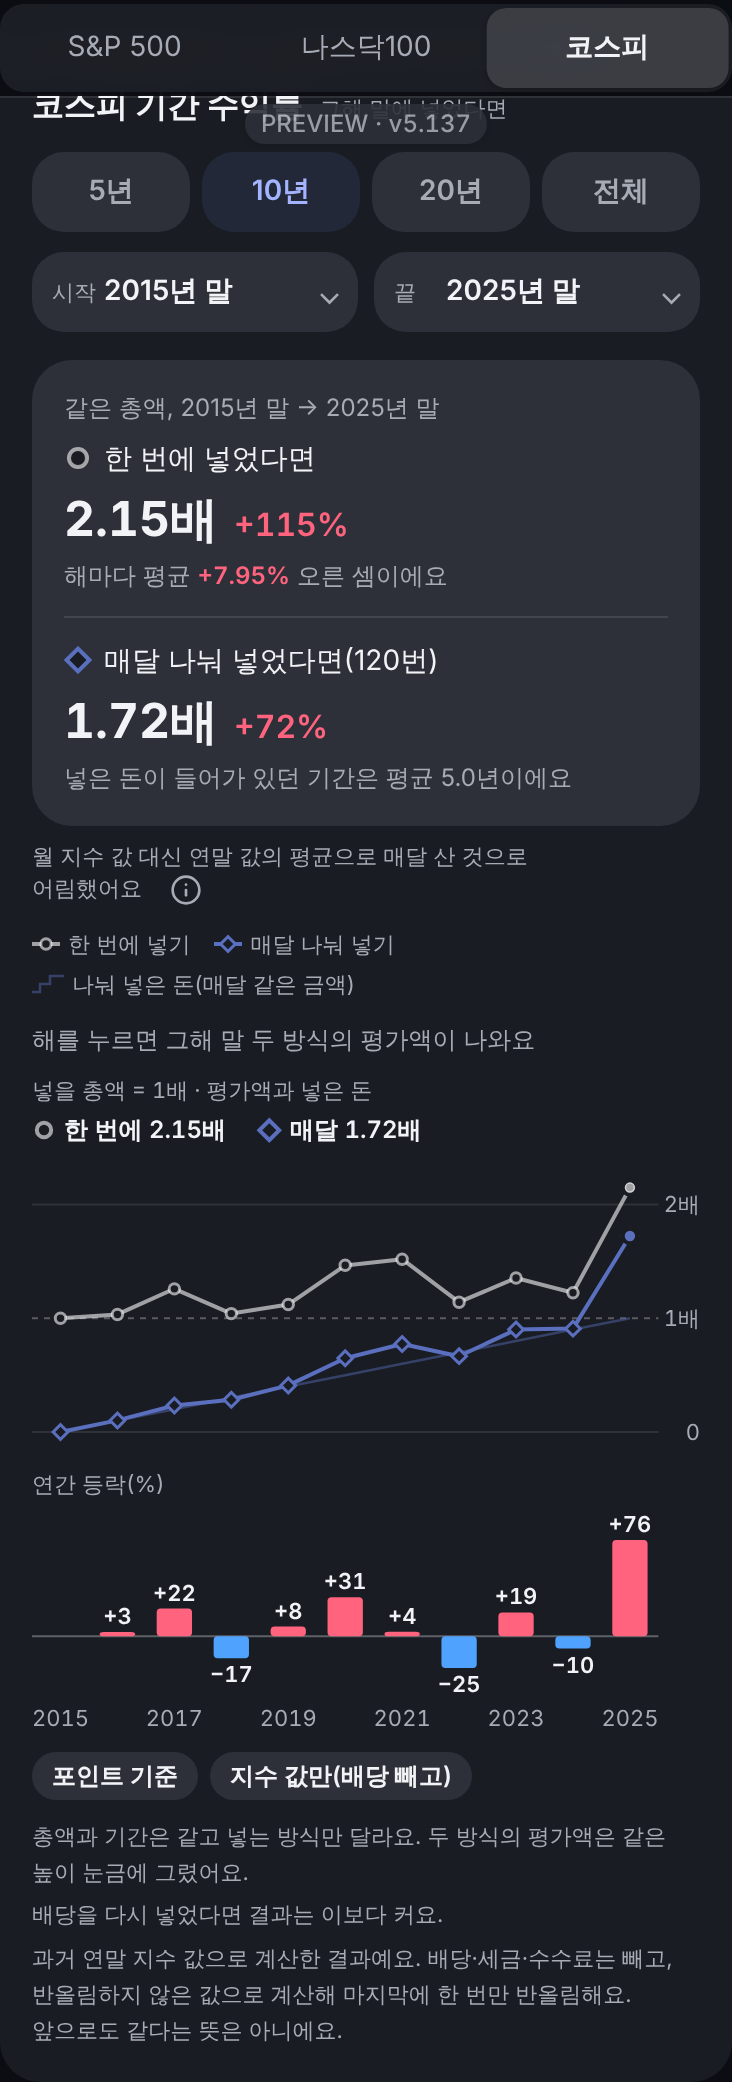 S&P 500
나스닥100
코스피
코스피 기간 수익률 그해 말에 넣었다면
PREVIEW · v5.137
5년
10년
20년
전체
시작 2015년 말
끝 2025년 말
같은 총액, 2015년 말 → 2025년 말
한 번에 넣었다면
2.15배 +115%
해마다 평균 +7.95% 오른 셈이에요
매달 나눠 넣었다면(120번)
1.72배 +72%
넣은 돈이 들어가 있던 기간은 평균 5.0년이에요
월 지수 값 대신 연말 값의 평균으로 매달 산 것으로
어림했어요
한 번에 넣기 매달 나눠 넣기
나눠 넣은 돈(매달 같은 금액)
해를 누르면 그해 말 두 방식의 평가액이 나와요
넣을 총액 = 1배 · 평가액과 넣은 돈
한 번에 2.15배 매달 1.72배
2배
1배
0
연간 등락(%)
+3 +22 −17 +8 +31 +4 −25 +19 −10 +76
2015 2017 2019 2021 2023 2025
포인트 기준 지수 값만(배당 빼고)
총액과 기간은 같고 넣는 방식만 달라요. 두 방식의 평가액은 같은
높이 눈금에 그렸어요.
배당을 다시 넣었다면 결과는 이보다 커요.
과거 연말 지수 값으로 계산한 결과예요. 배당·세금·수수료는 빼고,
반올림하지 않은 값으로 계산해 마지막에 한 번만 반올림해요.
앞으로도 같다는 뜻은 아니에요.